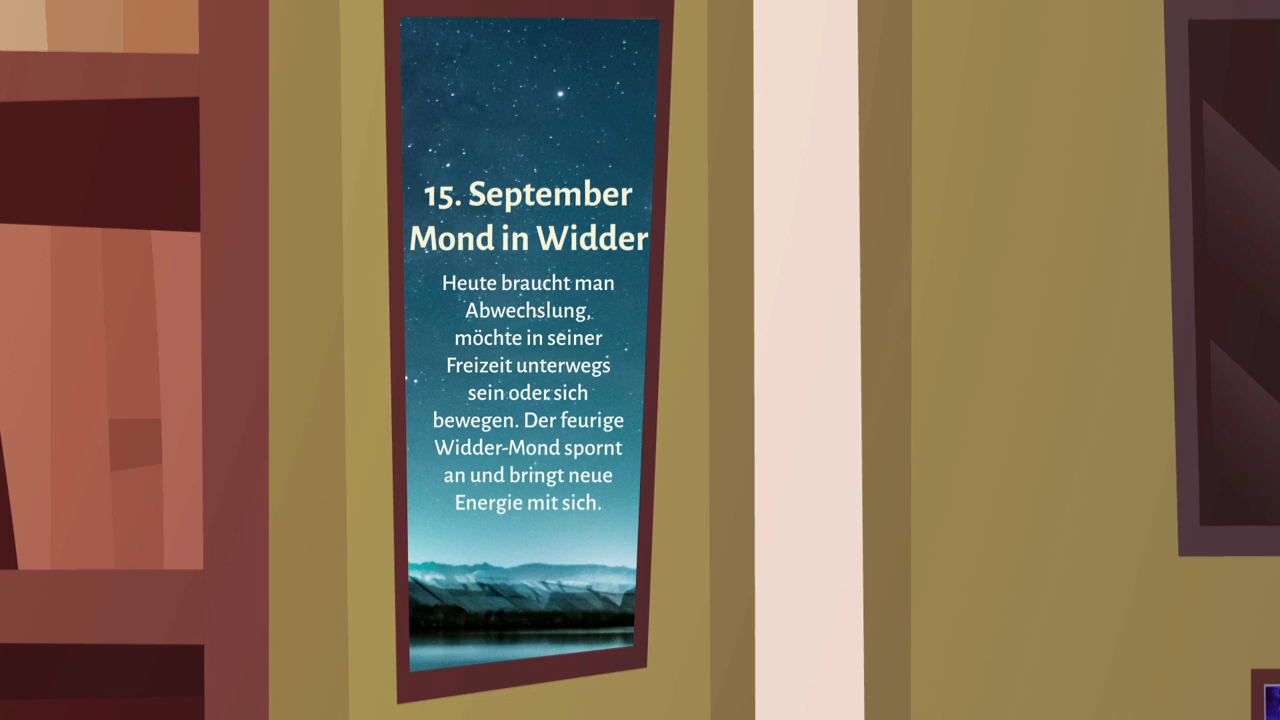 15. September
Mond in Widder
Heute braucht man
Abwechslung,
möchte in seiner
Freizeit unterwegs
sein oder sich
bewegen. Der feurige
Widder-Mond spornt
an und bringt neue
Energie mit sich.